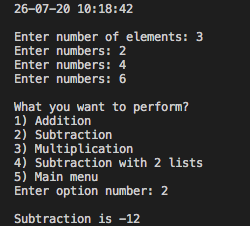 26-07-20 10:18:42
Enter number of elements: 3
Enter numbers: 2
Enter numbers: 4
Enter numbers: 6
What you want to perform?
1) Addition
2) Subtraction
3) Multiplication
4) Subtraction with 2 lists
5) Main menu
Enter option number: 2
Subtraction is -12